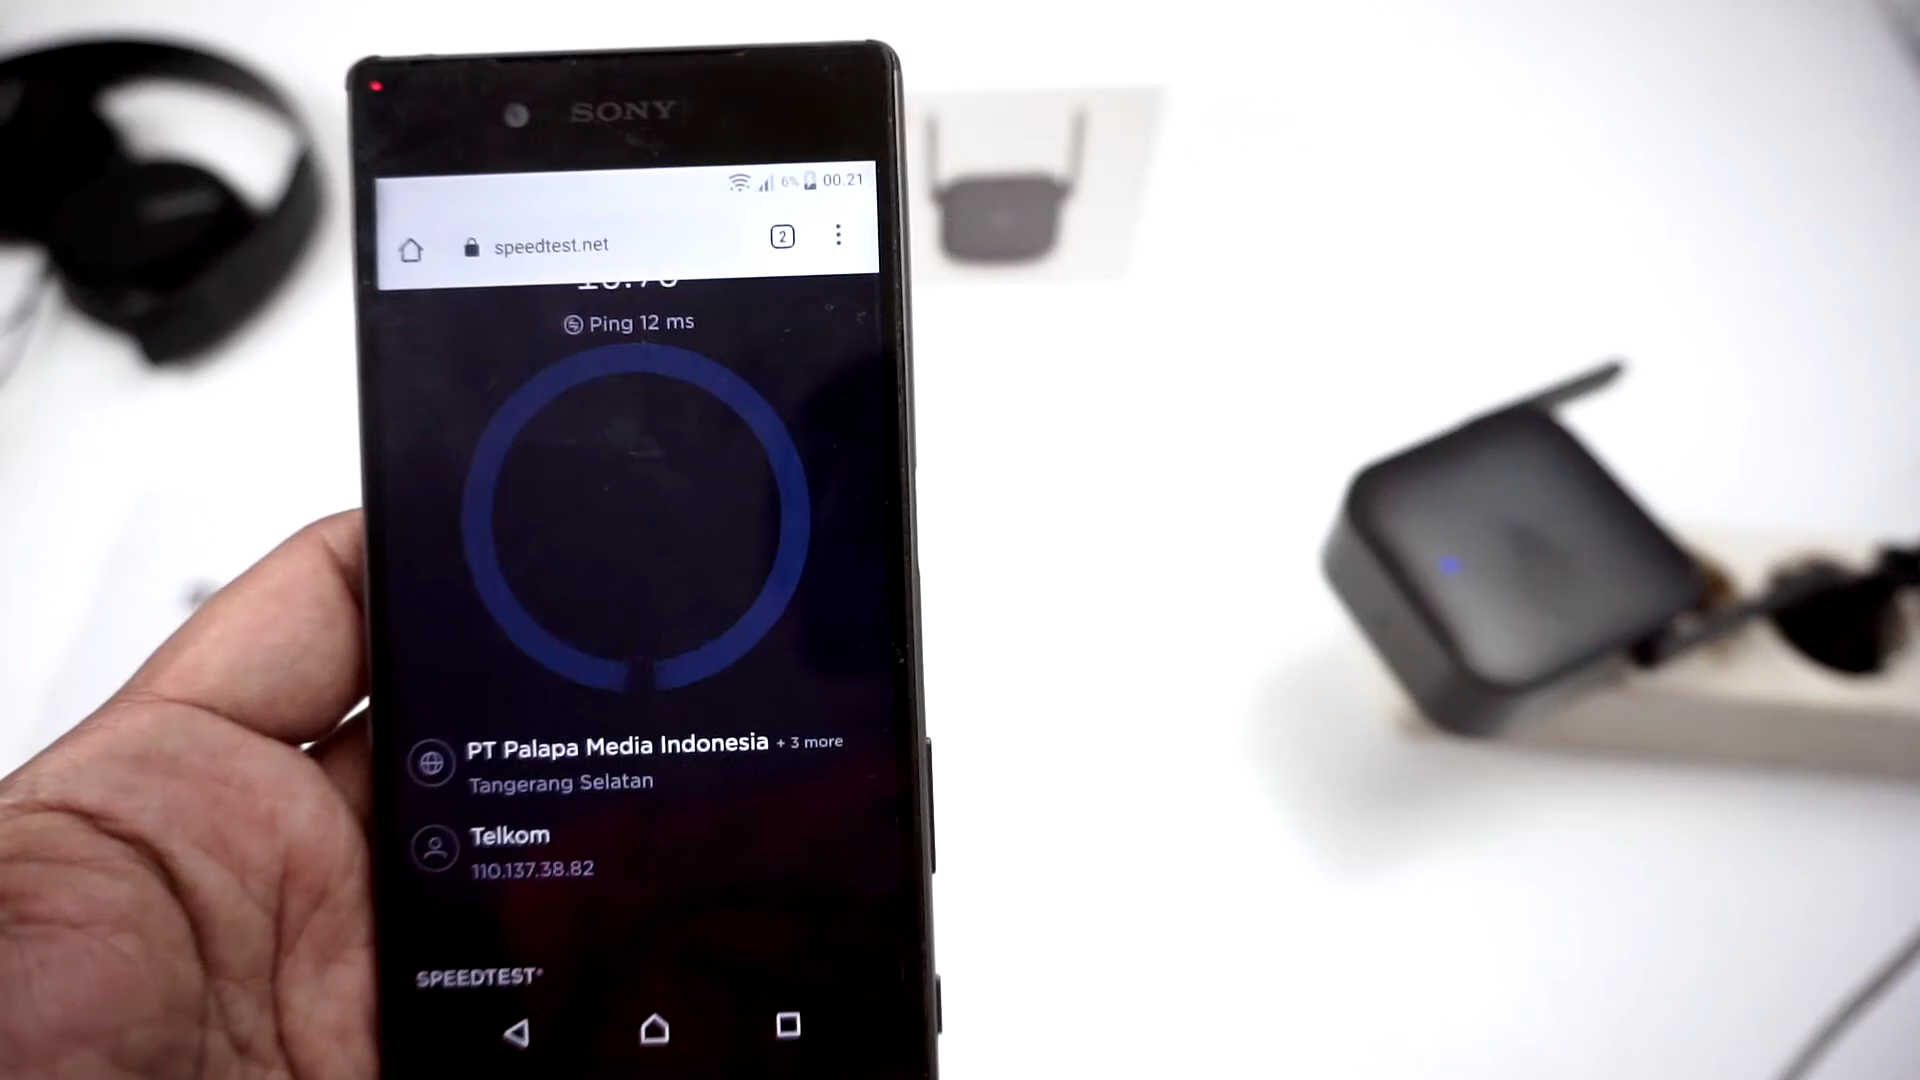 SONY
6% 00.21
speedtest.net
2
Ping 12 ms
PT Palapa Media Indonesia + 3 more
Tangerang Selatan
Telkom
110.137.38.82
SPEEDTEST®